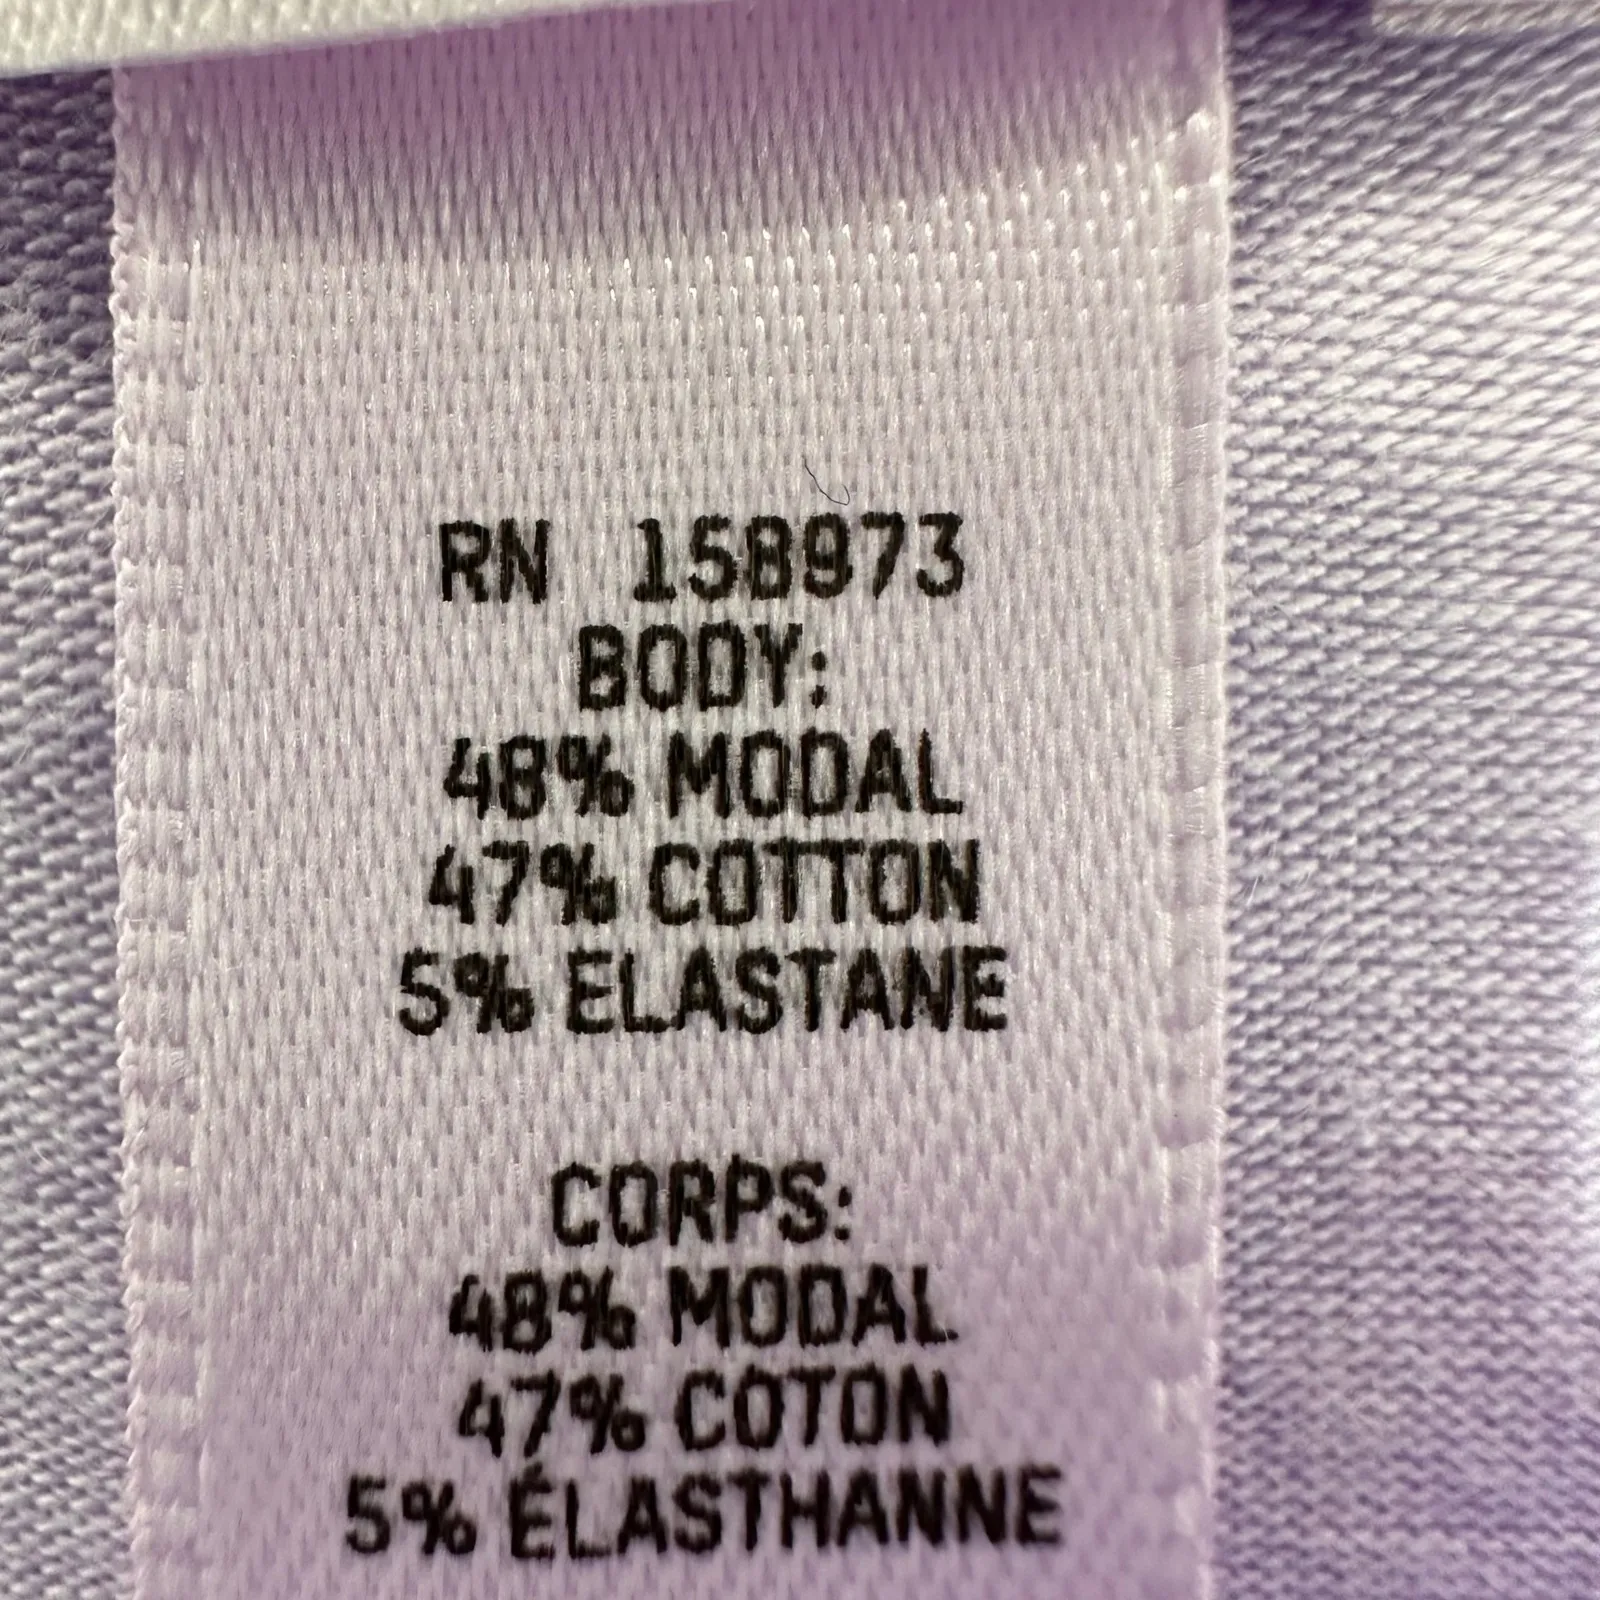 RN 158973
BODY:
48% MODAL
47% COTTON
5% ELASTANE
CORPS:
48% MODAL
47% COTON
5% ÉLASTHANNE